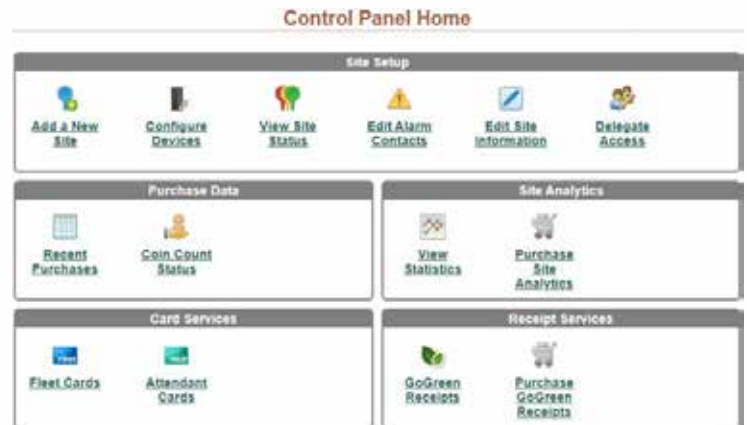 Control Panel Home
Site Setup
Add a New
Site
Configure
Devices
View Site
Status
Edit Alarm
Contacts
Edit Site
Information
Delegate
Access
Purchase Data
Recent
Purchases
Coin Count
Status
Site Analytics
View
Statistics
Purchase
Site
Analytics
Card Services
Fleet Cards
Attendant
Cards
Receipt Services
GoGreen
Receipts
Purchase
GoGreen
Receipts